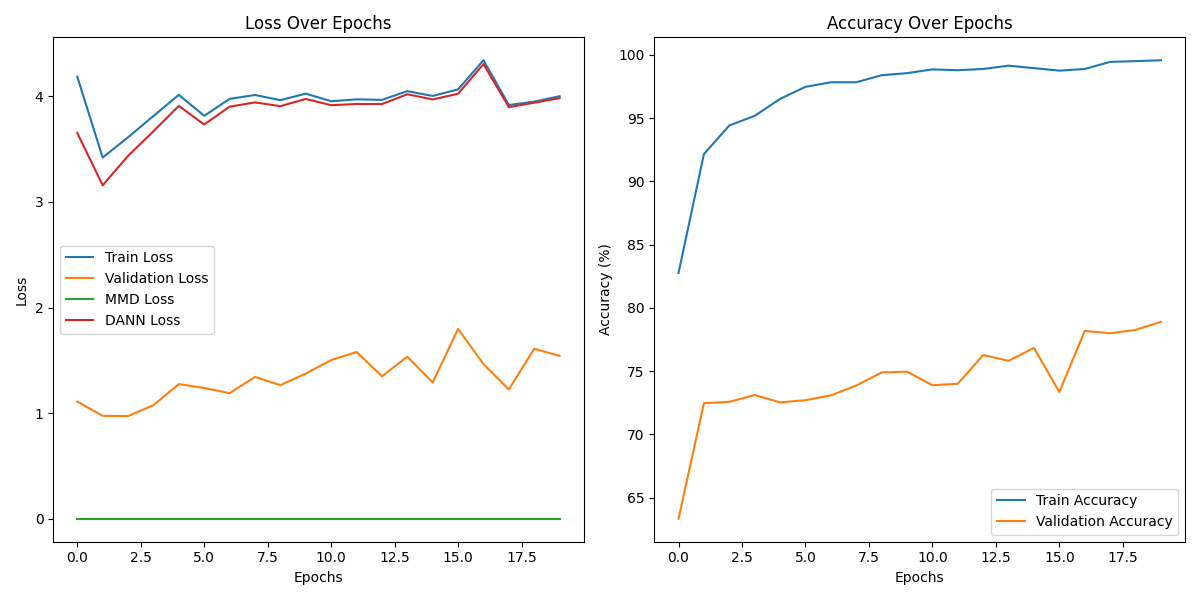 Loss Over Epochs
4
3
2
1
0
Loss
Train Loss
Validation Loss
MMD Loss
DANN Loss
0.0 2.5 5.0 7.5 10.0 12.5 15.0 17.5
Epochs
Accuracy Over Epochs
100
95
90
85
80
75
70
65
Accuracy (%)
Train Accuracy
Validation Accuracy
0.0 2.5 5.0 7.5 10.0 12.5 15.0 17.5
Epochs